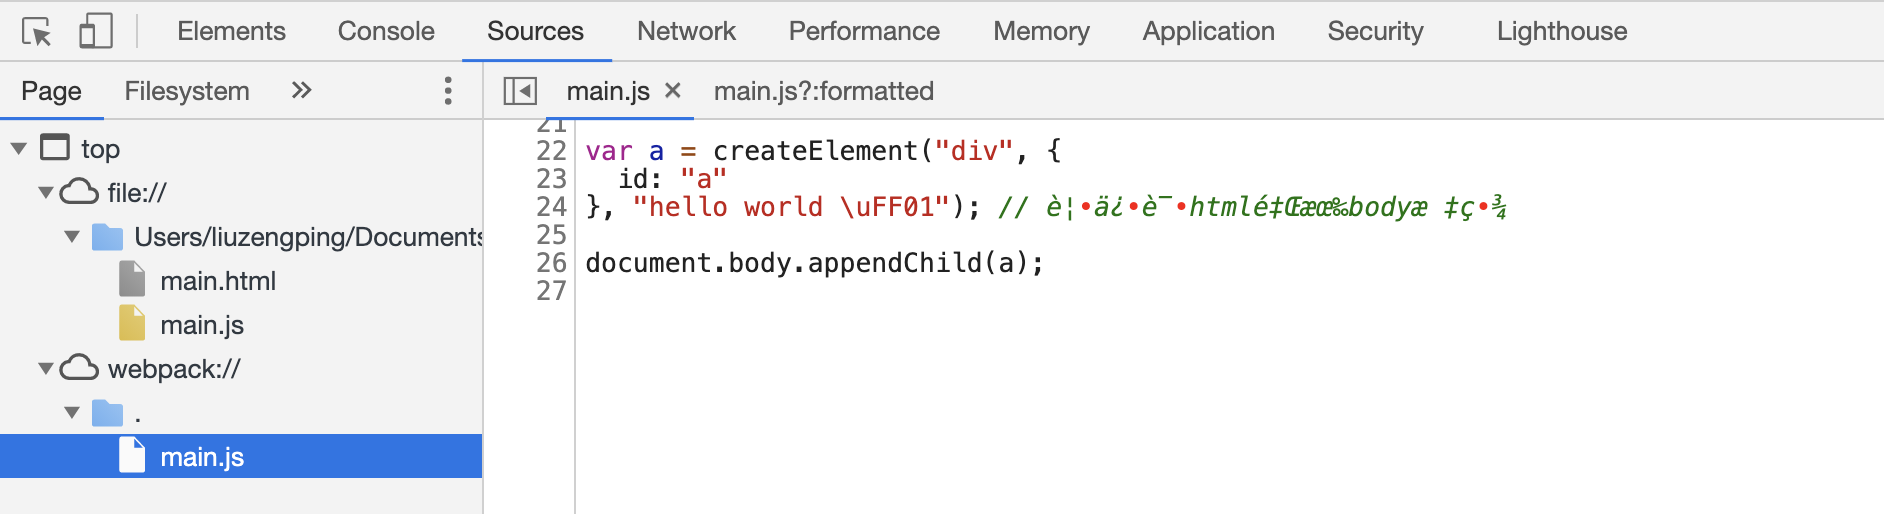 Elements Console Sources Network Performance Memory Application Security Lighthouse
Page Filesystem » main.js × main.js?:formatted
top
file://
Users/liuzengping/Documents
main.html
main.js
webpack://
.
main.js
21
22 var a = createElement("div", {
23 id: "a"
24 }, "hello world \uFF01"); // è¦•ä¿•è¯•htmlé‡Œæœ‰bodyæ ‡ç•¾
25
26 document.body.appendChild(a);
27